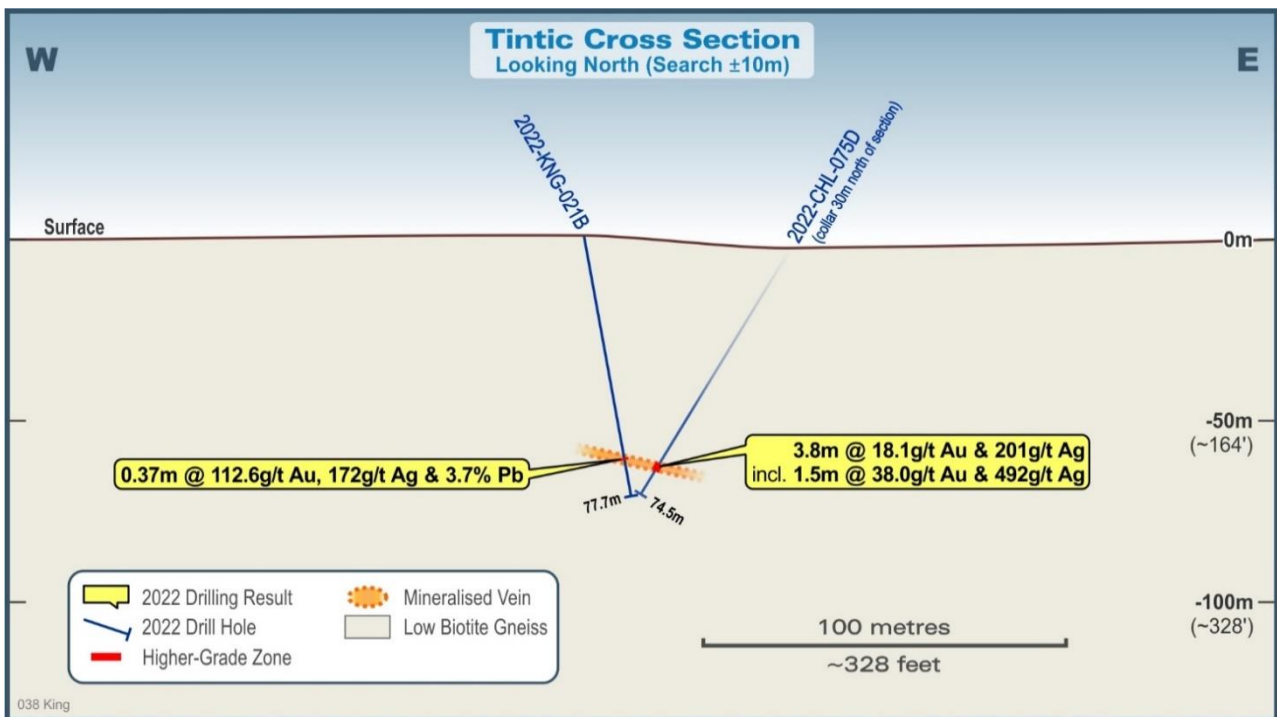 Tintic Cross Section
Looking North (Search ±10m)
W
E
2022-KNG-021B
2022-CHL-075D
(collar 30m north of section)
Surface
0m
-50m
(~164')
0.37m @ 112.6g/t Au, 172g/t Ag & 3.7% Pb
3.8m @ 18.1g/t Au & 201g/t Ag
incl. 1.5m @ 38.0g/t Au & 492g/t Ag
77.7m
74.5m
-100m
(~328')
2022 Drilling Result
2022 Drill Hole
Higher-Grade Zone
Mineralised Vein
Low Biotite Gneiss
100 metres
~328 feet
038 King